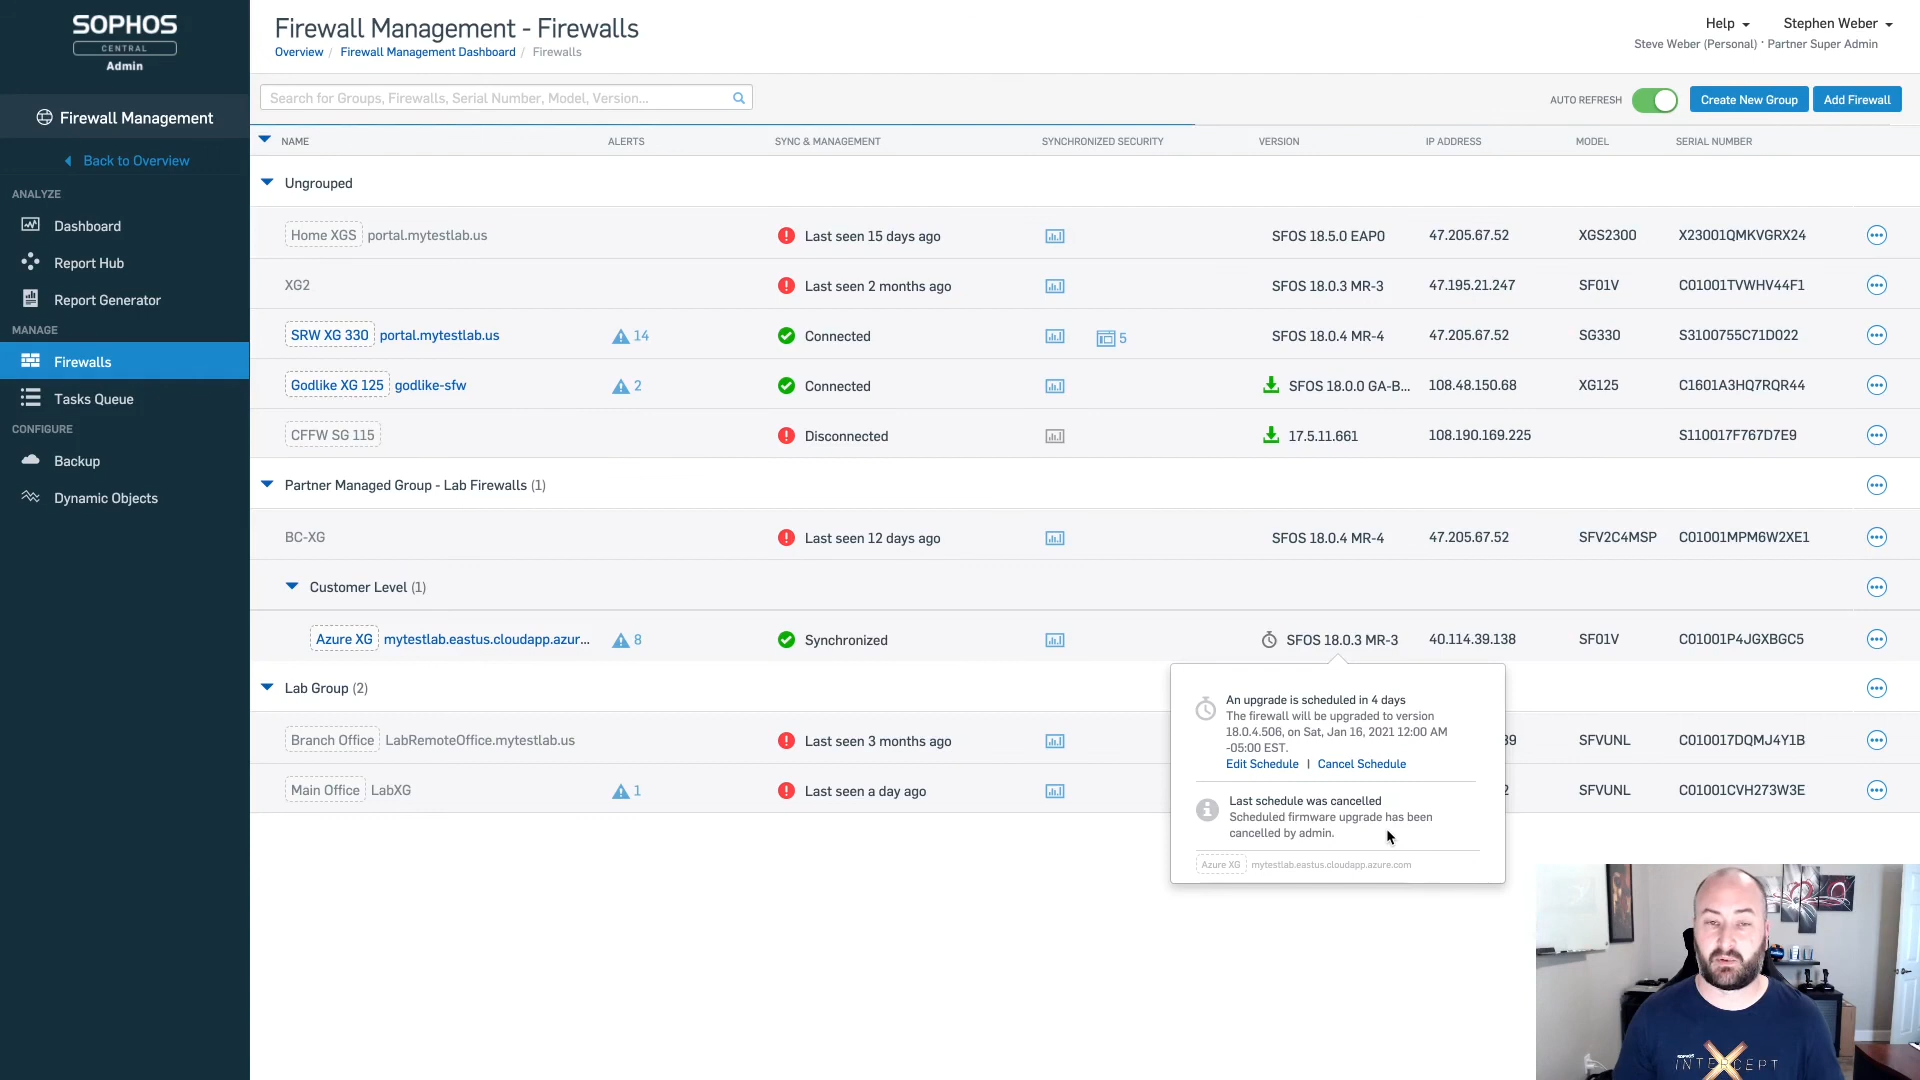 SOPHOS
CENTRAL
Admin
Firewall Management
Back to Overview
ANALYZE
Dashboard
Report Hub
Report Generator
MANAGE
Firewalls
Tasks Queue
CONFIGURE
Backup
Dynamic Objects
Firewall Management - Firewalls
Overview / Firewall Management Dashboard / Firewalls
Help
Stephen Weber
Steve Weber (Personal) · Partner Super Admin
Search for Groups, Firewalls, Serial Number, Model, Version...
AUTO REFRESH
Create New Group
Add Firewall
NAME ALERTS SYNC & MANAGEMENT SYNCHRONIZED SECURITY VERSION IP ADDRESS MODEL SERIAL NUMBER
Ungrouped
Home XGS portal.mytestlab.us Last seen 15 days ago SFOS 18.5.0 EAP0 47.205.67.52 XGS2300 X23001QMKVGRX24
XG2 Last seen 2 months ago SFOS 18.0.3 MR-3 47.195.21.247 SF01V C01001TVWHV44F1
SRW XG 330 portal.mytestlab.us 14 Connected 5 SFOS 18.0.4 MR-4 47.205.67.52 SG330 S3100755C71D022
Godlike XG 125 godlike-sfw 2 Connected SFOS 18.0.0 GA-B... 108.48.150.68 XG125 C1601A3HQ7RQR44
CFFW SG 115 Disconnected 17.5.11.661 108.190.169.225 S110017F767D7E9
Partner Managed Group - Lab Firewalls (1)
BC-XG Last seen 12 days ago SFOS 18.0.4 MR-4 47.205.67.52 SFV2C4MSP C01001MPM6W2XE1
Customer Level (1)
Azure XG mytestlab.eastus.cloudapp.azur... 8 Synchronized SFOS 18.0.3 MR-3 40.114.39.138 SF01V C01001P4JGXBGC5
Lab Group (2)
Branch Office LabRemoteOffice.mytestlab.us Last seen 3 months ago 39 SFVUNL C010017DQMJ4Y1B
Main Office LabXG 1 Last seen a day ago 2 SFVUNL C01001CVH273W3E
An upgrade is scheduled in 4 days
The firewall will be upgraded to version
18.0.4.506, on Sat, Jan 16, 2021 12:00 AM
-05:00 EST.
Edit Schedule | Cancel Schedule
Last schedule was cancelled
Scheduled firmware upgrade has been
cancelled by admin.
Azure XG mytestlab.eastus.cloudapp.azure.com
SOPHOS
INTERCEPT